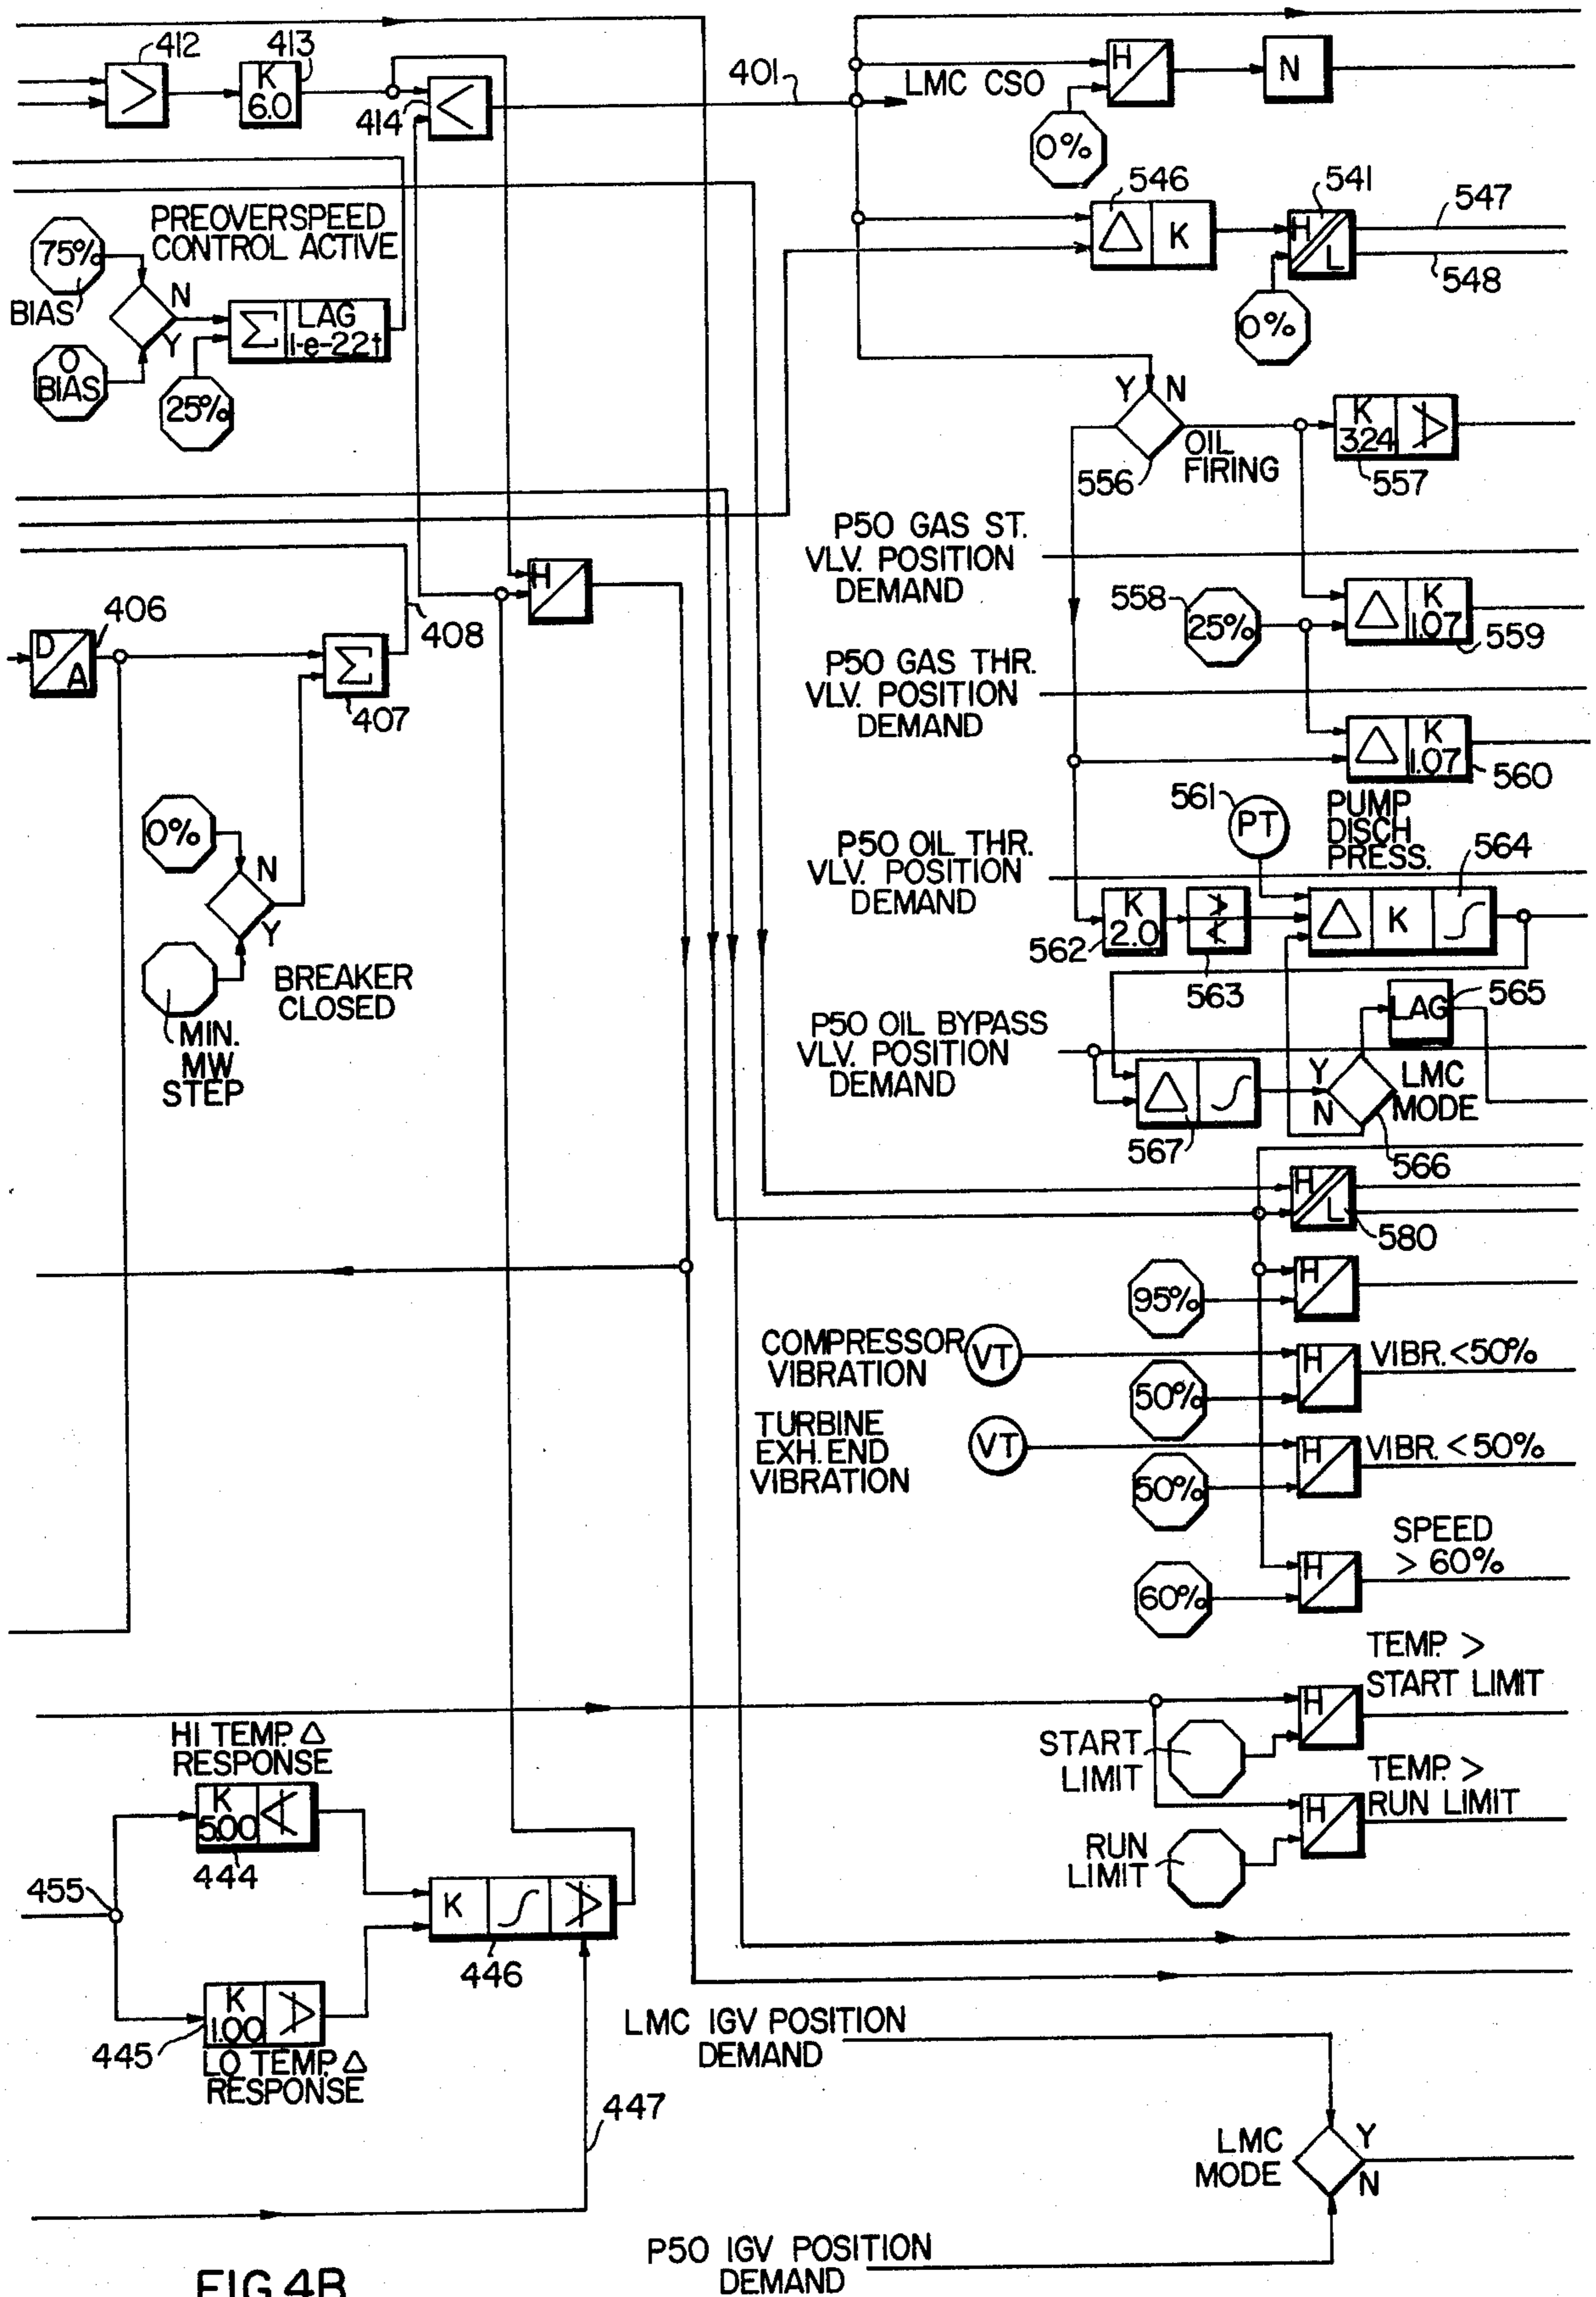 412
413
K
6.0
>
<
414
401
LMC CSO
H
N
0%
546
△ K
541
H
L
547
548
0%
PREOVERSPEED
CONTROL ACTIVE
75%
BIAS
N
Y
0
BIAS
Σ LAG
1-e-22t
25%
Y N
OIL
FIRING
556
K
3.24
557
P50 GAS ST.
VLV. POSITION
DEMAND
558
25%
△ K
1.07
559
H
408
406
D
A
Σ
407
P50 GAS THR.
VLV. POSITION
DEMAND
△ K
1.07
560
561
PT
PUMP
DISCH
PRESS.
564
0%
N
Y
BREAKER
CLOSED
MIN.
MW
STEP
P50 OIL THR.
VLV. POSITION
DEMAND
K
2.0
562
563
△ K ∫
565
LAG
P50 OIL BYPASS
VLV. POSITION
DEMAND
△ ∫
567
Y
N
LMC
MODE
566
H
L
580
95%
H
COMPRESSOR
VIBRATION
VT
50%
H
VIBR.<50%
TURBINE
EXH. END
VIBRATION
VT
50%
H
VIBR.<50%
SPEED
> 60%
60%
H
TEMP. >
START LIMIT
START
LIMIT
H
TEMP. >
RUN LIMIT
RUN
LIMIT
H
HI TEMP. △
RESPONSE
K
5.00
444
455
K ∫
446
K
1.00
445
LO TEMP. △
RESPONSE
447
LMC IGV POSITION
DEMAND
LMC
MODE
Y
N
P50 IGV POSITION
DEMAND
FIG. 4B